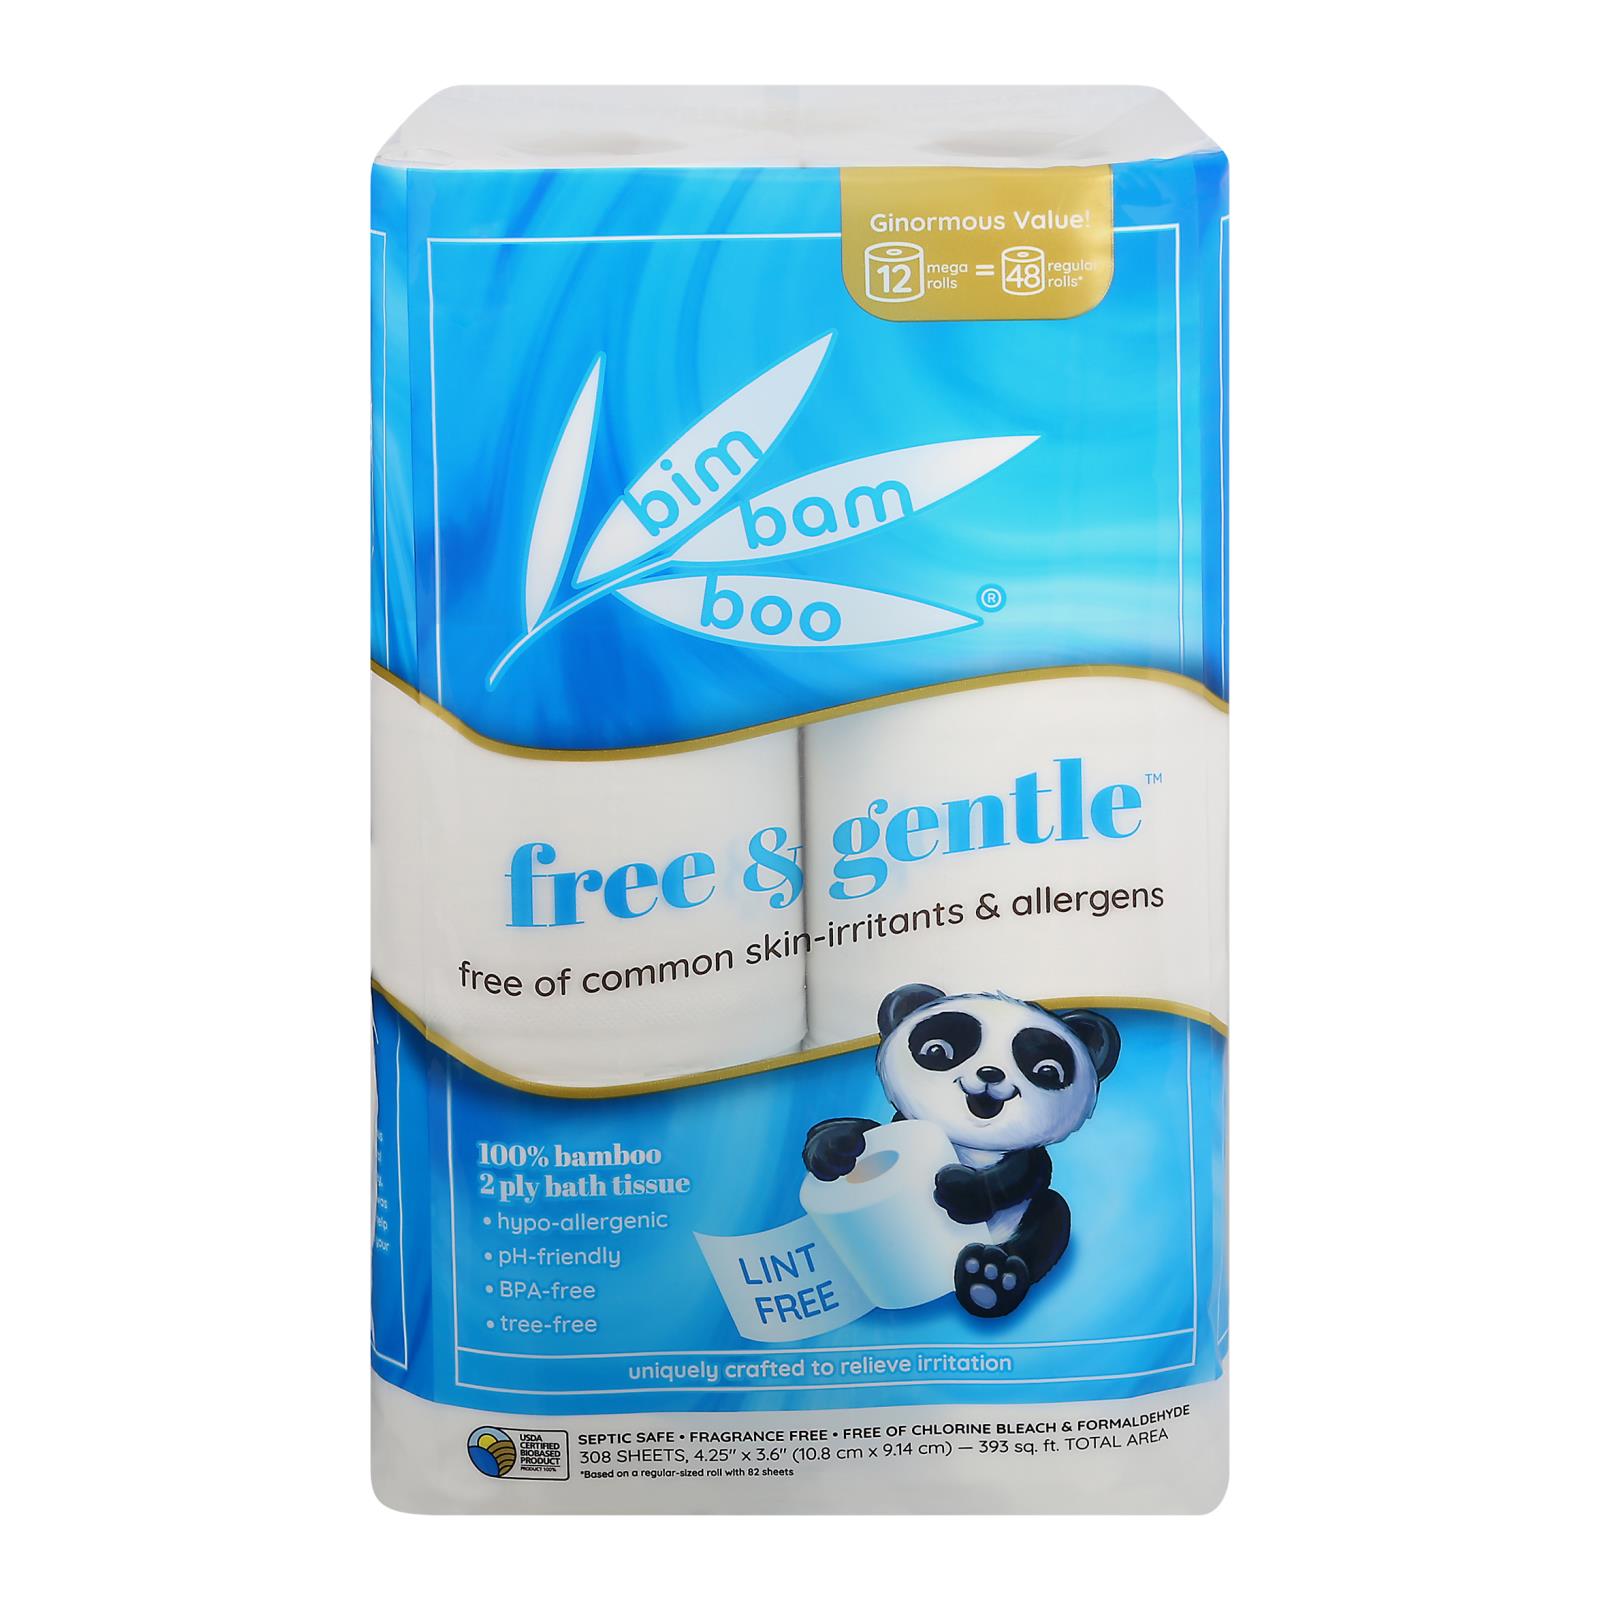 Ginormous Value!
12 mega rolls = 48 regular rolls*
bim
bam
boo®
free & gentle™
free of common skin-irritants & allergens
100% bamboo
2 ply bath tissue
• hypo-allergenic
• pH-friendly
• BPA-free
• tree-free
LINT
FREE
uniquely crafted to relieve irritation
USDA
CERTIFIED
BIOBASED
PRODUCT
PRODUCT 100%
SEPTIC SAFE • FRAGRANCE FREE • FREE OF CHLORINE BLEACH & FORMALDEHYDE
308 SHEETS, 4.25" x 3.6" (10.8 cm x 9.14 cm) — 393 sq. ft. TOTAL AREA
*Based on a regular-sized roll with 82 sheets